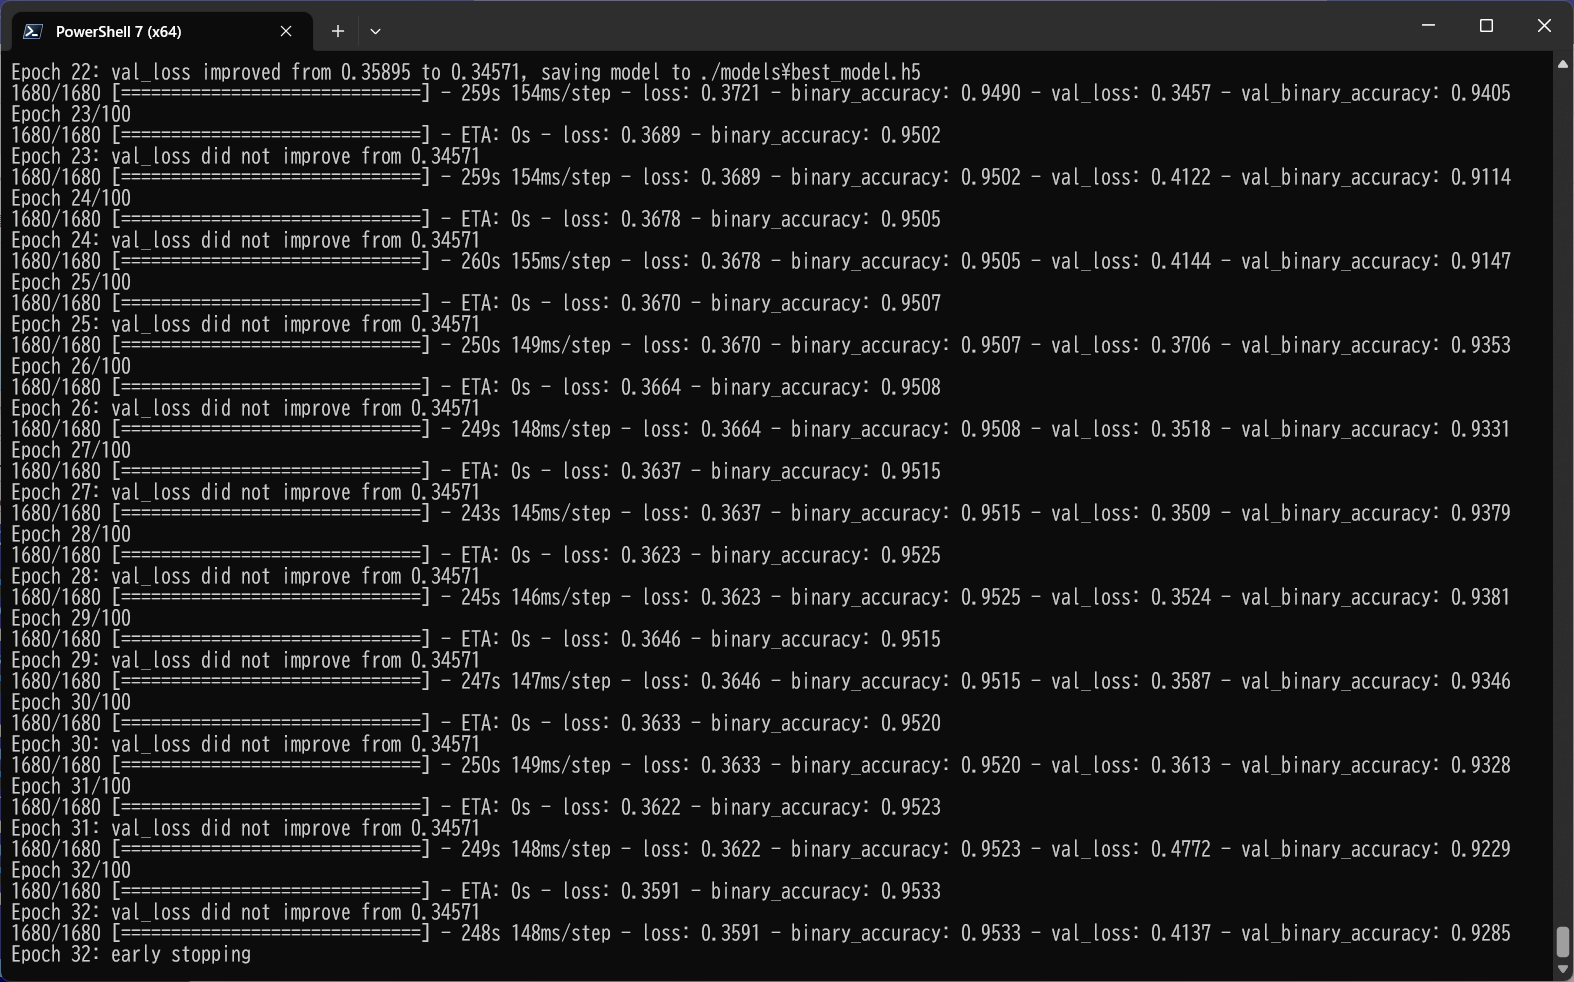 PowerShell 7 (x64)
Epoch 22: val_loss improved from 0.35895 to 0.34571, saving model to ./models¥best_model.h5
1680/1680 [==============================] - 259s 154ms/step - loss: 0.3721 - binary_accuracy: 0.9490 - val_loss: 0.3457 - val_binary_accuracy: 0.9405
Epoch 23/100
1680/1680 [==============================] - ETA: 0s - loss: 0.3689 - binary_accuracy: 0.9502
Epoch 23: val_loss did not improve from 0.34571
1680/1680 [==============================] - 259s 154ms/step - loss: 0.3689 - binary_accuracy: 0.9502 - val_loss: 0.4122 - val_binary_accuracy: 0.9114
Epoch 24/100
1680/1680 [==============================] - ETA: 0s - loss: 0.3678 - binary_accuracy: 0.9505
Epoch 24: val_loss did not improve from 0.34571
1680/1680 [==============================] - 260s 155ms/step - loss: 0.3678 - binary_accuracy: 0.9505 - val_loss: 0.4144 - val_binary_accuracy: 0.9147
Epoch 25/100
1680/1680 [==============================] - ETA: 0s - loss: 0.3670 - binary_accuracy: 0.9507
Epoch 25: val_loss did not improve from 0.34571
1680/1680 [==============================] - 250s 149ms/step - loss: 0.3670 - binary_accuracy: 0.9507 - val_loss: 0.3706 - val_binary_accuracy: 0.9353
Epoch 26/100
1680/1680 [==============================] - ETA: 0s - loss: 0.3664 - binary_accuracy: 0.9508
Epoch 26: val_loss did not improve from 0.34571
1680/1680 [==============================] - 249s 148ms/step - loss: 0.3664 - binary_accuracy: 0.9508 - val_loss: 0.3518 - val_binary_accuracy: 0.9331
Epoch 27/100
1680/1680 [==============================] - ETA: 0s - loss: 0.3637 - binary_accuracy: 0.9515
Epoch 27: val_loss did not improve from 0.34571
1680/1680 [==============================] - 243s 145ms/step - loss: 0.3637 - binary_accuracy: 0.9515 - val_loss: 0.3509 - val_binary_accuracy: 0.9379
Epoch 28/100
1680/1680 [==============================] - ETA: 0s - loss: 0.3623 - binary_accuracy: 0.9525
Epoch 28: val_loss did not improve from 0.34571
1680/1680 [==============================] - 245s 146ms/step - loss: 0.3623 - binary_accuracy: 0.9525 - val_loss: 0.3524 - val_binary_accuracy: 0.9381
Epoch 29/100
1680/1680 [==============================] - ETA: 0s - loss: 0.3646 - binary_accuracy: 0.9515
Epoch 29: val_loss did not improve from 0.34571
1680/1680 [==============================] - 247s 147ms/step - loss: 0.3646 - binary_accuracy: 0.9515 - val_loss: 0.3587 - val_binary_accuracy: 0.9346
Epoch 30/100
1680/1680 [==============================] - ETA: 0s - loss: 0.3633 - binary_accuracy: 0.9520
Epoch 30: val_loss did not improve from 0.34571
1680/1680 [==============================] - 250s 149ms/step - loss: 0.3633 - binary_accuracy: 0.9520 - val_loss: 0.3613 - val_binary_accuracy: 0.9328
Epoch 31/100
1680/1680 [==============================] - ETA: 0s - loss: 0.3622 - binary_accuracy: 0.9523
Epoch 31: val_loss did not improve from 0.34571
1680/1680 [==============================] - 249s 148ms/step - loss: 0.3622 - binary_accuracy: 0.9523 - val_loss: 0.4772 - val_binary_accuracy: 0.9229
Epoch 32/100
1680/1680 [==============================] - ETA: 0s - loss: 0.3591 - binary_accuracy: 0.9533
Epoch 32: val_loss did not improve from 0.34571
1680/1680 [==============================] - 248s 148ms/step - loss: 0.3591 - binary_accuracy: 0.9533 - val_loss: 0.4137 - val_binary_accuracy: 0.9285
Epoch 32: early stopping